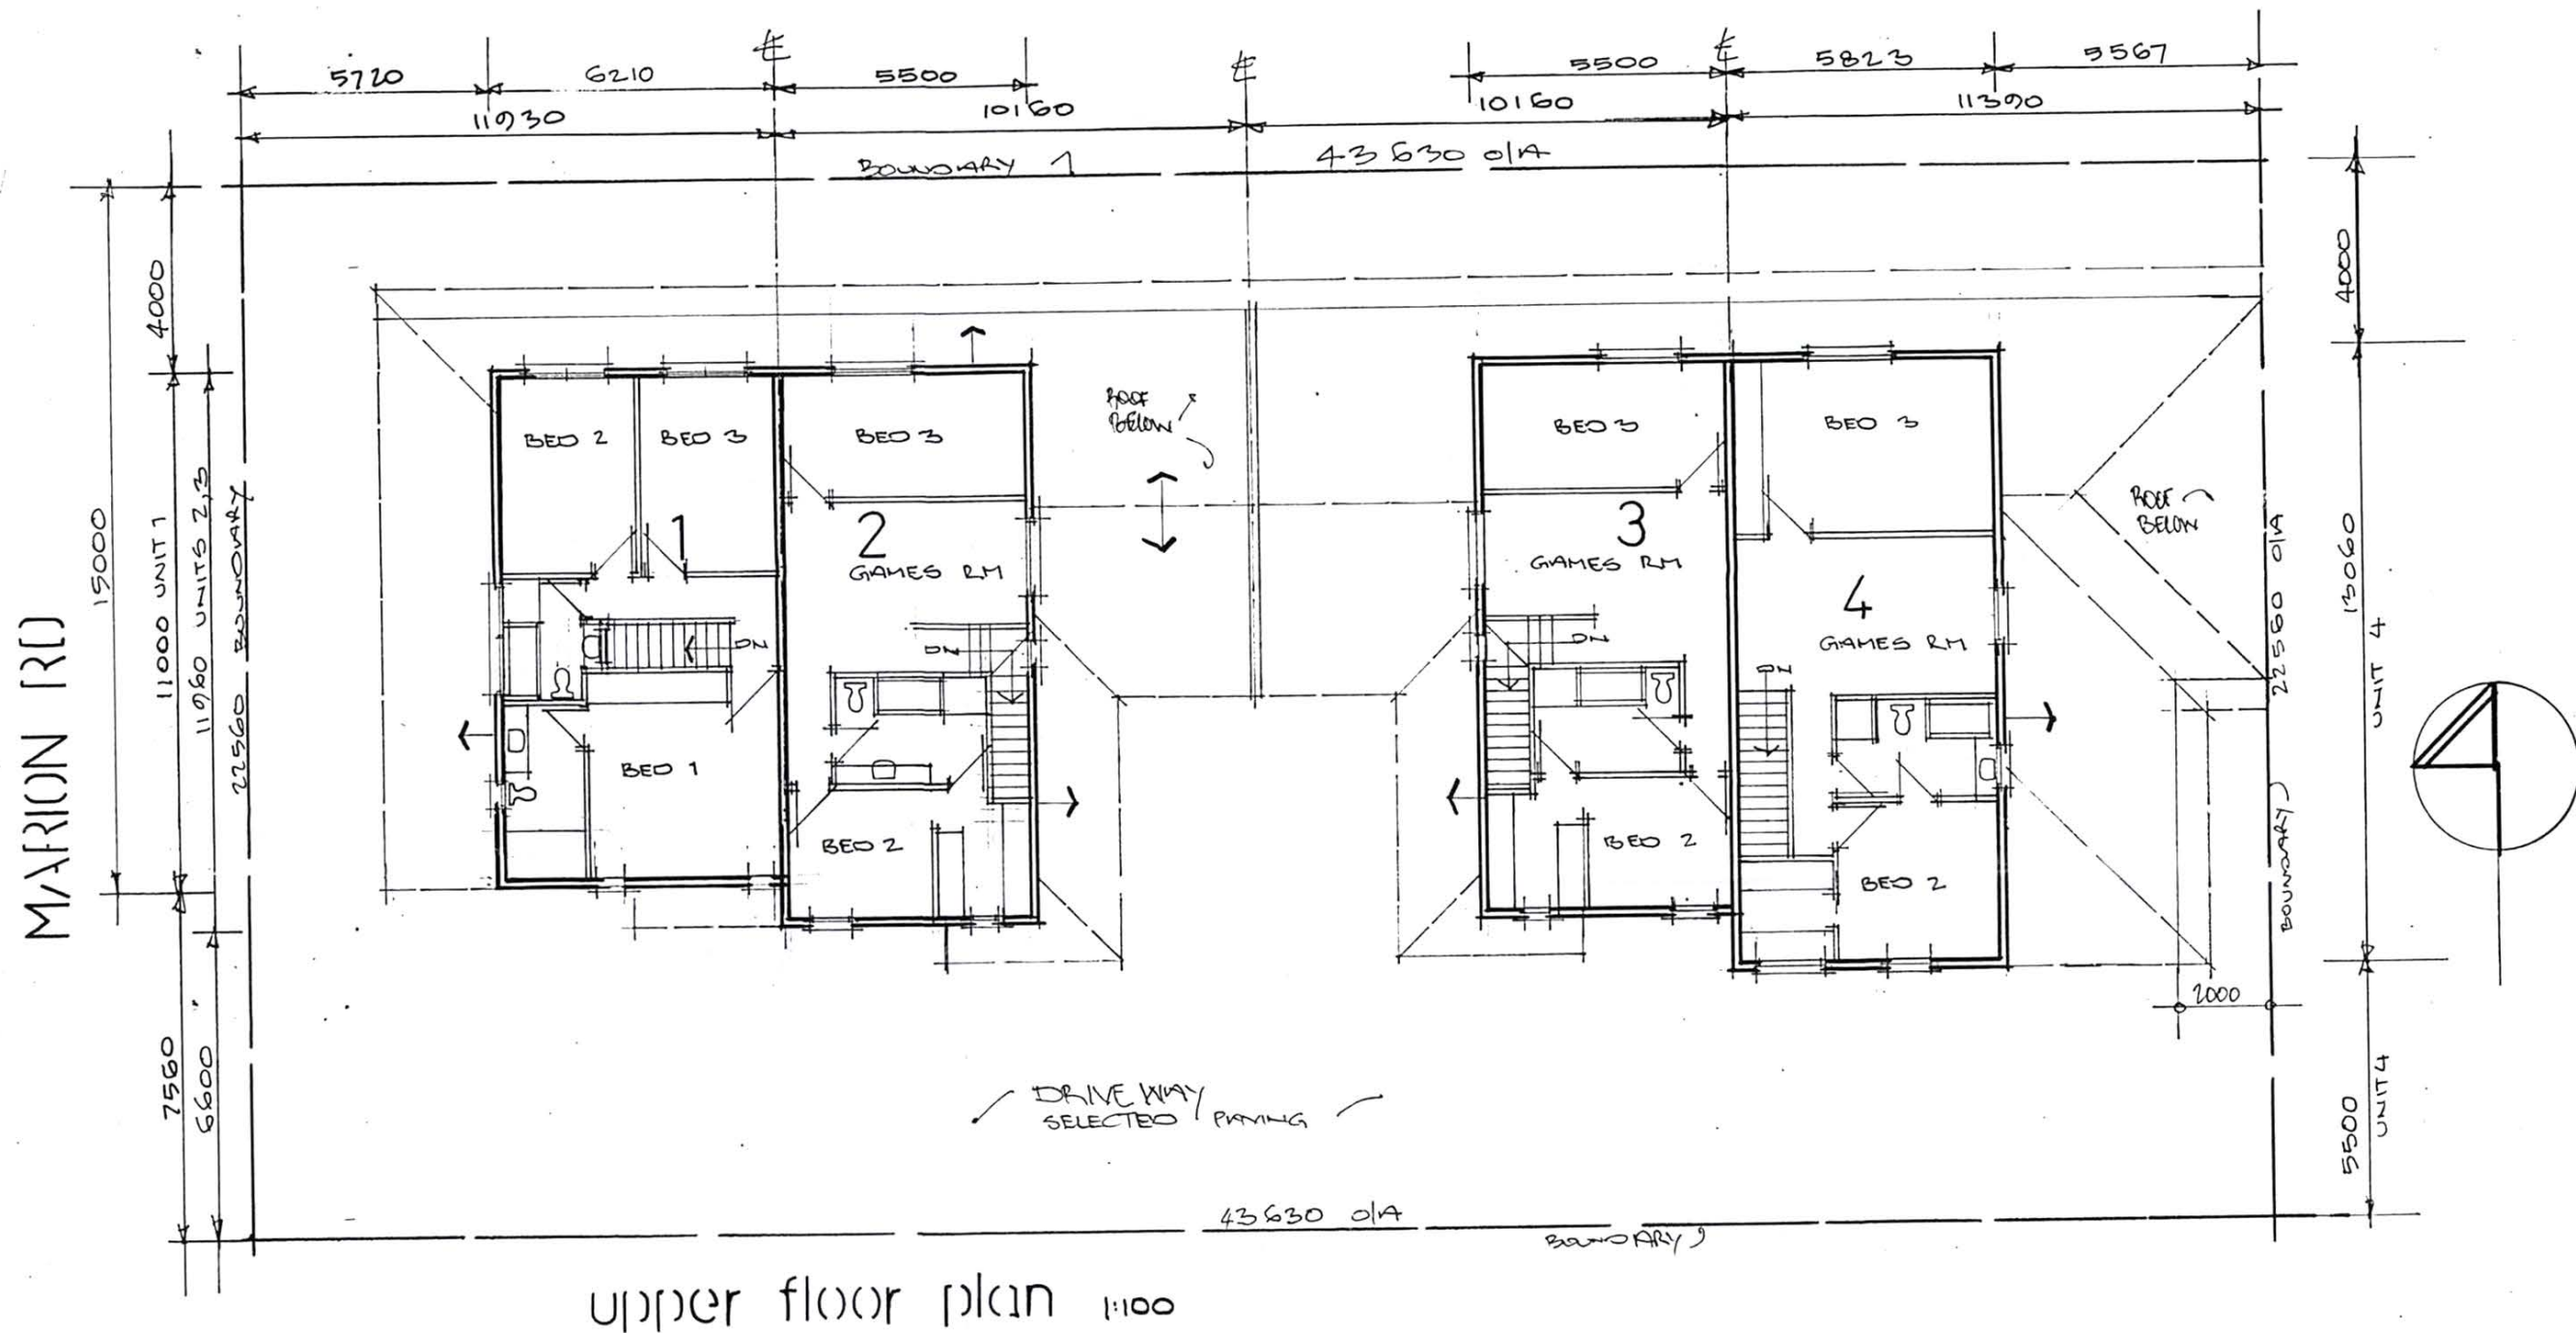 5720
6210
5500
5500
5823
5567
11930
10160
10160
11390
BOUNDARY
43630 O/A
4000
4000
15000
11000 UNIT 1
11960 UNITS 2,3
22560 BOUNDARY
MARION RD
BED 2
BED 3
BED 3
ROOF
BELOW
BED 3
BED 3
ROOF
BELOW
1
2
GAMES RM
3
GAMES RM
4
GAMES RM
DN
DN
DN
DN
22560 O/A
BOUNDARY
13060
UNIT 4
BED 1
BED 2
BED 2
BED 2
2000
7560
6600
DRIVEWAY
SELECTED PAVING
5500
UNIT 4
43630 O/A
BOUNDARY
upper floor plan 1:100